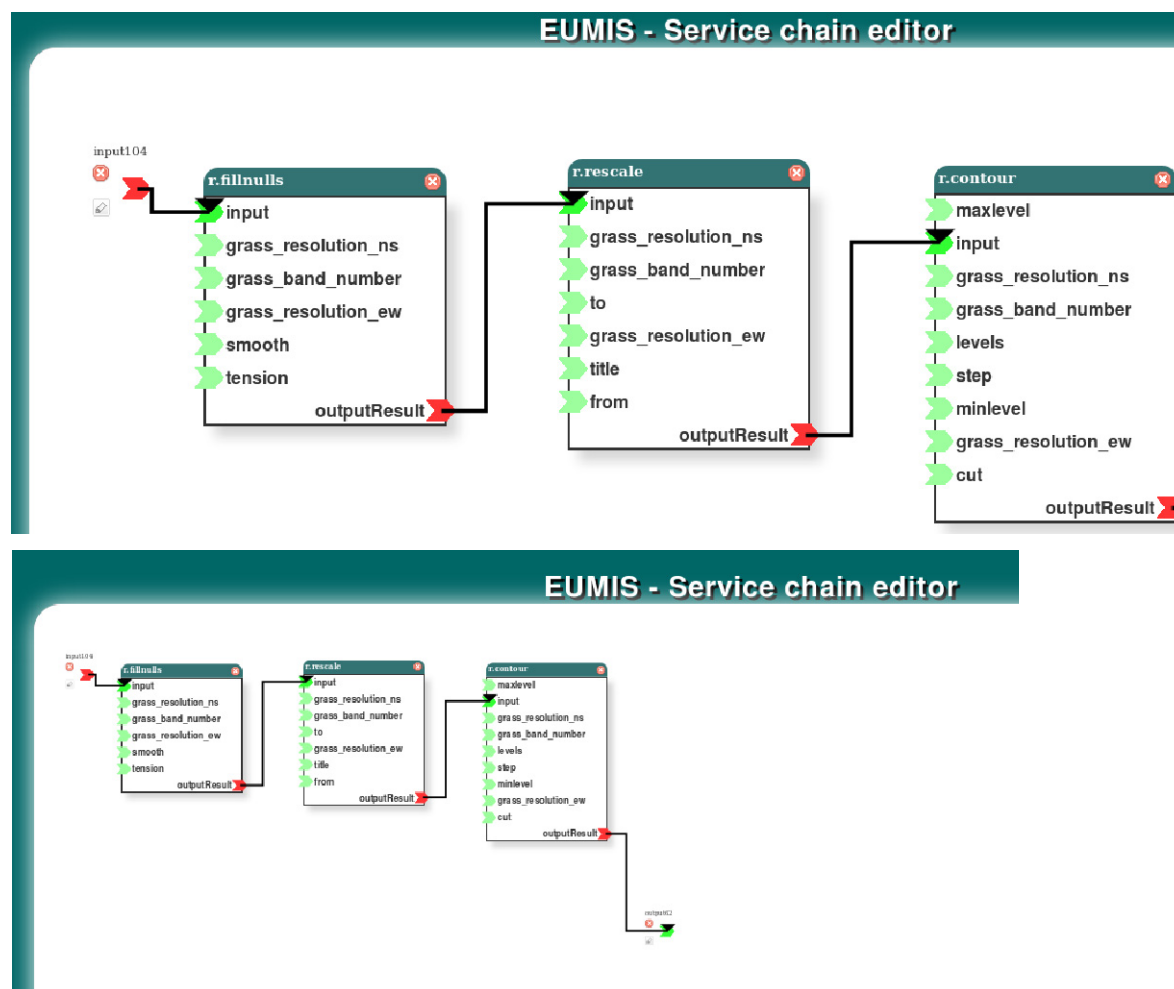 EUMIS - Service chain editor
input104
r.fillnulls
input
grass_resolution_ns
grass_band_number
grass_resolution_ew
smooth
tension
outputResult
r.rescale
input
grass_resolution_ns
grass_band_number
to
grass_resolution_ew
title
from
outputResult
r.contour
maxlevel
input
grass_resolution_ns
grass_band_number
levels
step
minlevel
grass_resolution_ew
cut
outputResult
EUMIS - Service chain editor
input104
r.fillnulls
input
grass_resolution_ns
grass_band_number
grass_resolution_ew
smooth
tension
outputResult
r.rescale
input
grass_resolution_ns
grass_band_number
to
grass_resolution_ew
title
from
outputResult
r.contour
maxlevel
input
grass_resolution_ns
grass_band_number
levels
step
minlevel
grass_resolution_ew
cut
outputResult